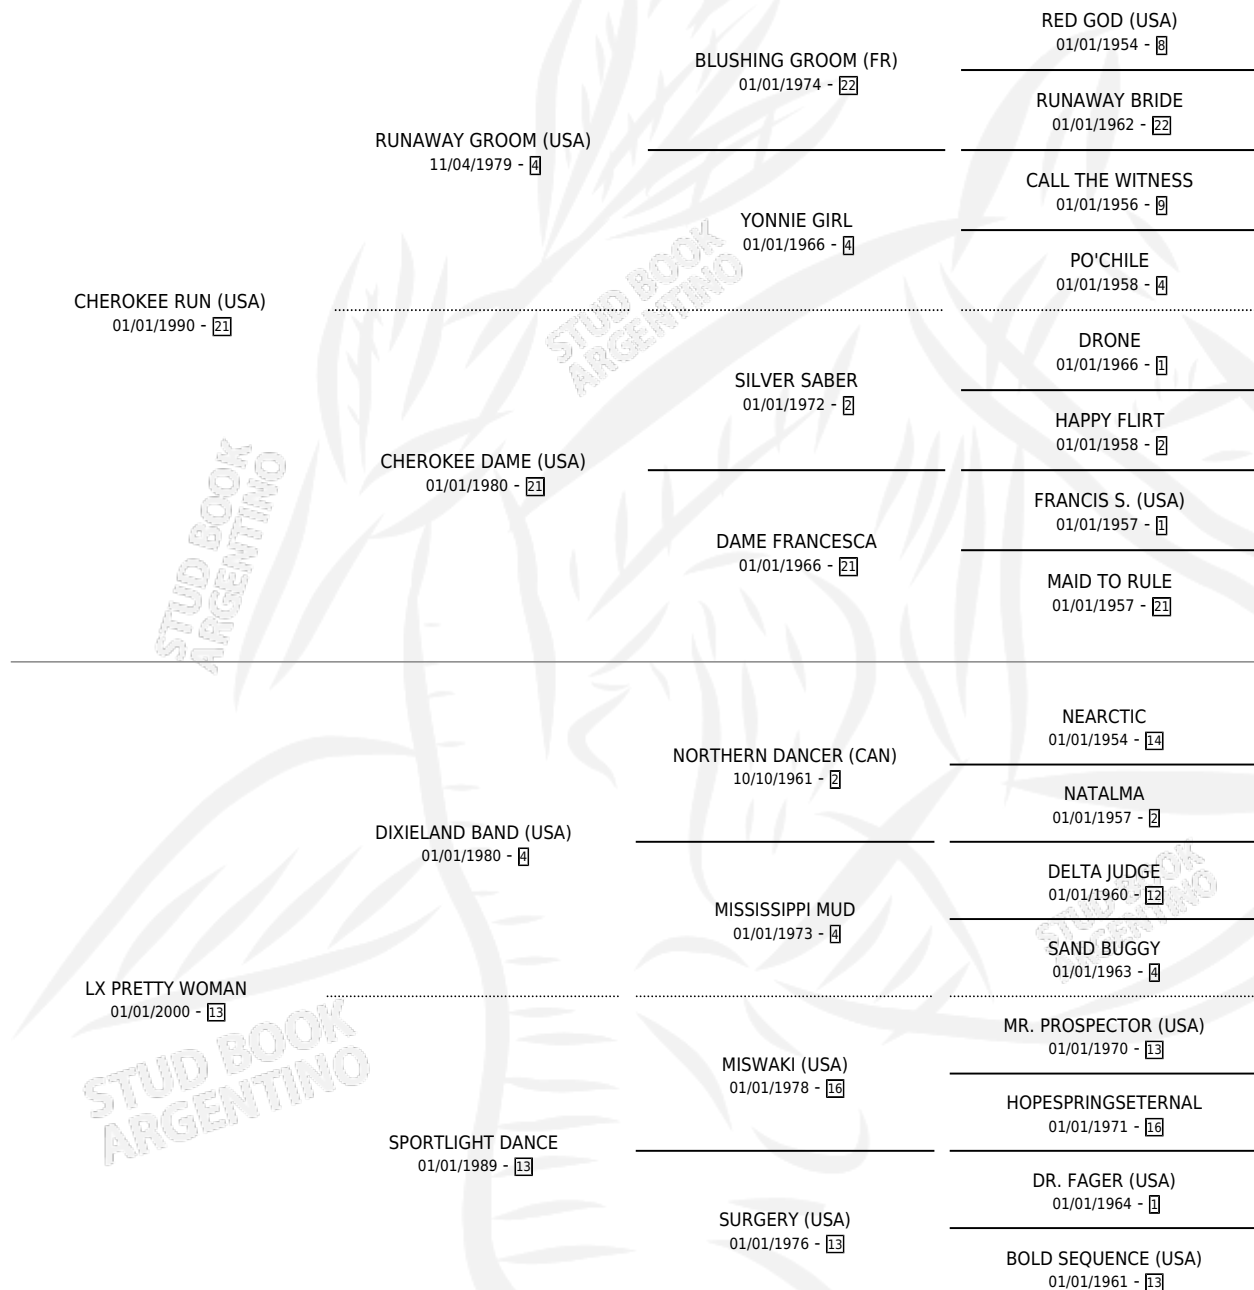 RED GOD (USA)
01/01/1954 - 8
BLUSHING GROOM (FR)
01/01/1974 - 22
RUNAWAY BRIDE
01/01/1962 - 22
RUNAWAY GROOM (USA)
11/04/1979 - 4
CALL THE WITNESS
01/01/1956 - 9
YONNIE GIRL
01/01/1966 - 4
PO'CHILE
01/01/1958 - 4
CHEROKEE RUN (USA)
01/01/1990 - 21
DRONE
01/01/1966 - 1
SILVER SABER
01/01/1972 - 2
HAPPY FLIRT
01/01/1958 - 2
CHEROKEE DAME (USA)
01/01/1980 - 21
FRANCIS S. (USA)
01/01/1957 - 1
DAME FRANCESCA
01/01/1966 - 21
MAID TO RULE
01/01/1957 - 21
STUD BOOK
ARGENTINO
STUD BOOK
ARGENTINO
NEARCTIC
01/01/1954 - 14
NORTHERN DANCER (CAN)
10/10/1961 - 2
NATALMA
01/01/1957 - 2
DIXIELAND BAND (USA)
01/01/1980 - 4
DELTA JUDGE
01/01/1960 - 12
MISSISSIPPI MUD
01/01/1973 - 4
SAND BUGGY
01/01/1963 - 4
LX PRETTY WOMAN
01/01/2000 - 13
MR. PROSPECTOR (USA)
01/01/1970 - 13
MISWAKI (USA)
01/01/1978 - 16
HOPESPRINGSETERNAL
01/01/1971 - 16
SPORTLIGHT DANCE
01/01/1989 - 13
DR. FAGER (USA)
01/01/1964 - 1
SURGERY (USA)
01/01/1976 - 13
BOLD SEQUENCE (USA)
01/01/1961 - 13
STUD BOOK
ARGENTINO
STUD BOOK
ARGENTINO